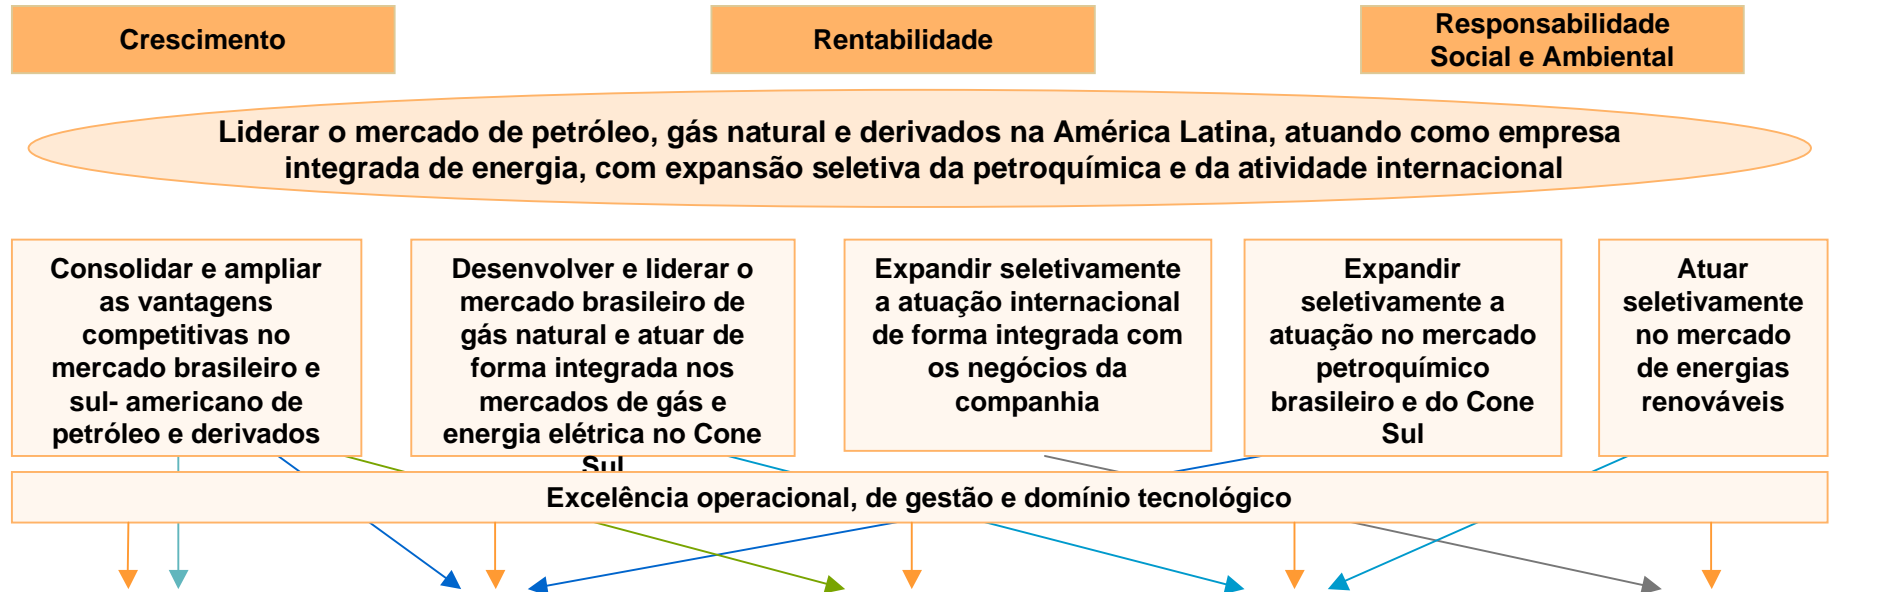 Crescimento
Rentabilidade
Responsabilidade
Social e Ambiental
Liderar o mercado de petróleo, gás natural e derivados na América Latina, atuando como empresa
integrada de energia, com expansão seletiva da petroquímica e da atividade internacional
Consolidar e ampliar
as vantagens
competitivas no
mercado brasileiro e
sul- americano de
petróleo e derivados
Desenvolver e liderar o
mercado brasileiro de
gás natural e atuar de
forma integrada nos
mercados de gás e
energia elétrica no Cone
Sul
Expandir seletivamente
a atuação internacional
de forma integrada com
os negócios da
companhia
Expandir
seletivamente a
atuação no mercado
petroquímico
brasileiro e do Cone
Sul
Atuar
seletivamente
no mercado
de energias
renováveis
Excelência operacional, de gestão e domínio tecnológico